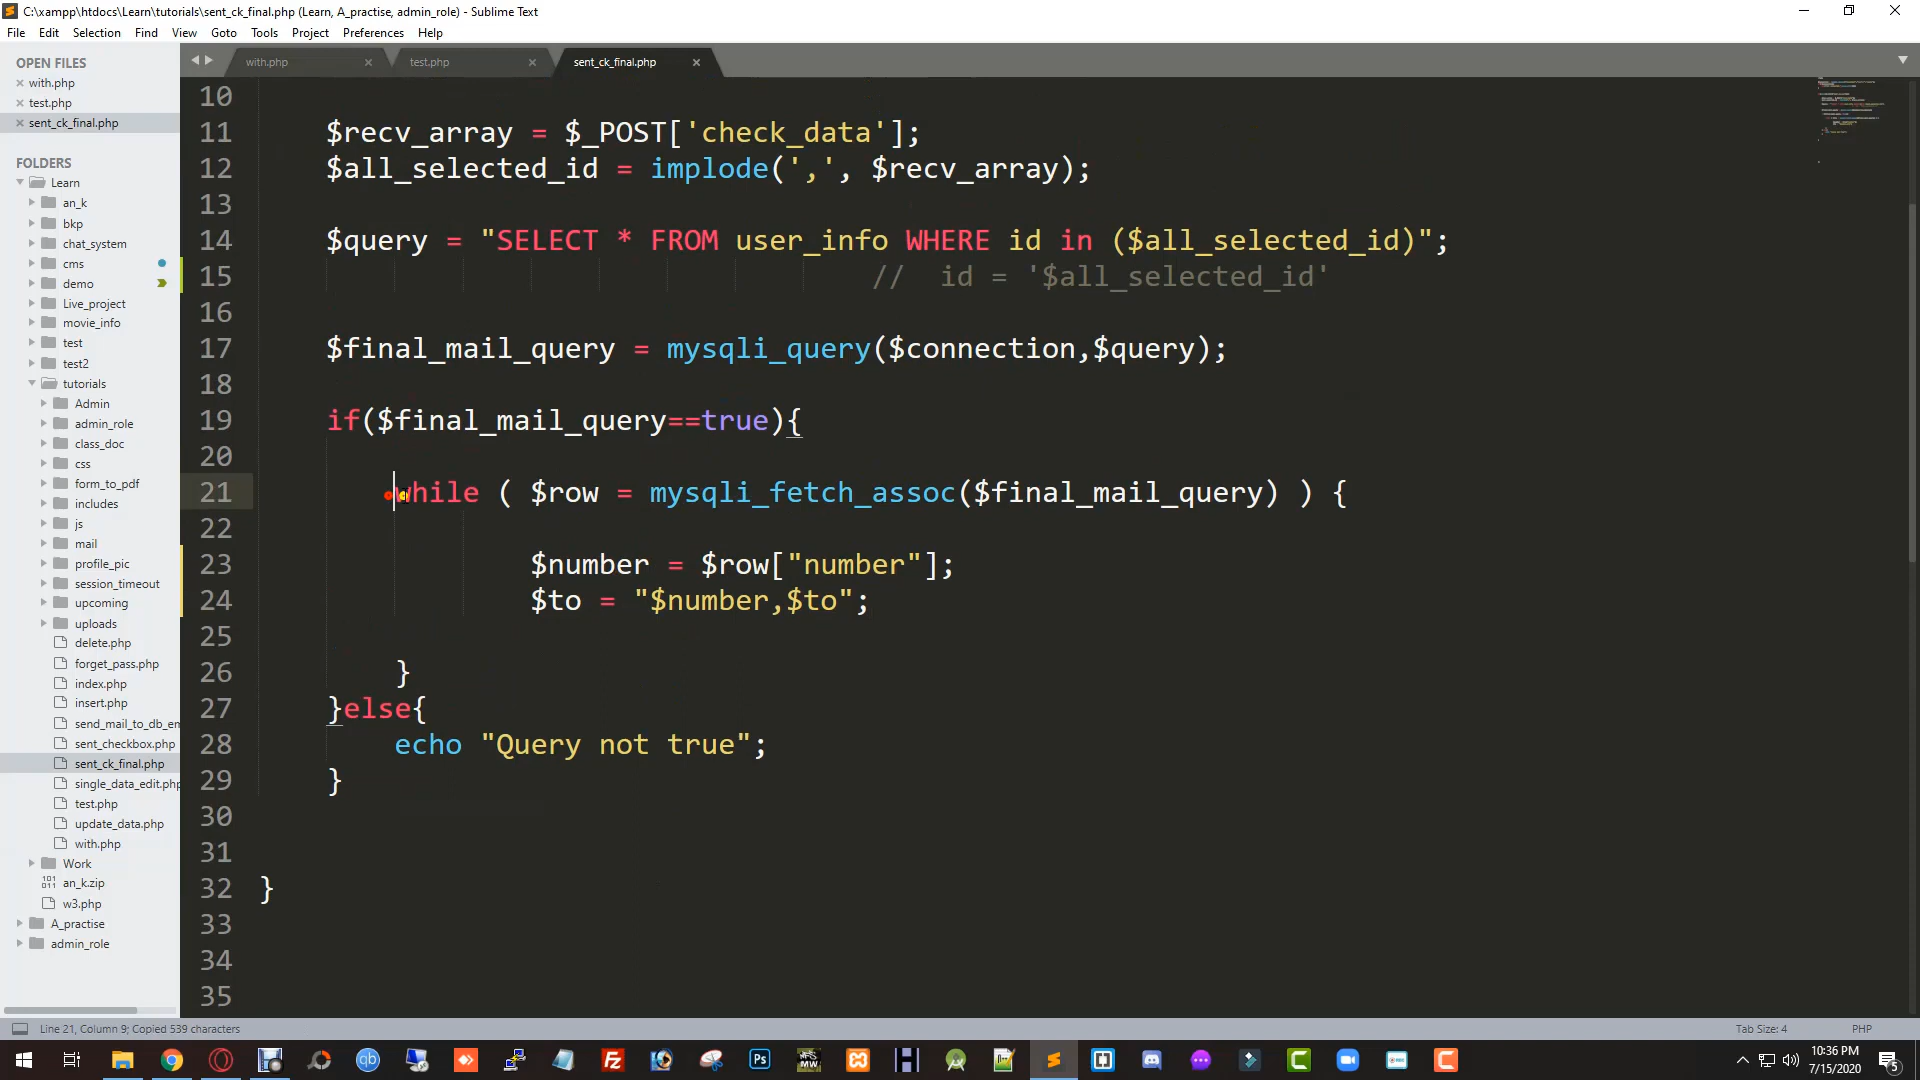 C:\xampp\htdocs\Learn\tutorials\sent_ck_final.php (Learn, A_practise, admin_role) - Sublime Text
File Edit Selection Find View Goto Tools Project Preferences Help
OPEN FILES
with.php
test.php
sent_ck_final.php
FOLDERS
Learn
an_k
bkp
chat_system
cms
demo
Live_project
movie_info
test
test2
tutorials
Admin
admin_role
class_doc
css
form_to_pdf
includes
js
mail
profile_pic
session_timeout
upcoming
uploads
delete.php
forget_pass.php
index.php
insert.php
send_mail_to_db_em
sent_checkbox.php
sent_ck_final.php
single_data_edit.php
test.php
update_data.php
with.php
Work
an_k.zip
w3.php
A_practise
admin_role
with.php test.php sent_ck_final.php
10
11 $recv_array = $_POST['check_data'];
12 $all_selected_id = implode(',', $recv_array);
13
14 $query = "SELECT * FROM user_info WHERE id in ($all_selected_id)";
15 // id = '$all_selected_id'
16
17 $final_mail_query = mysqli_query($connection,$query);
18
19 if($final_mail_query==true){
20
21 while ( $row = mysqli_fetch_assoc($final_mail_query) ) {
22
23 $number = $row["number"];
24 $to = "$number,$to";
25
26 }
27 }else{
28 echo "Query not true";
29 }
30
31
32 }
33
34
35
Line 21, Column 9; Copied 539 characters
Tab Size: 4 PHP
qb Fz Ps H C C
10:36 PM
7/15/2020
5